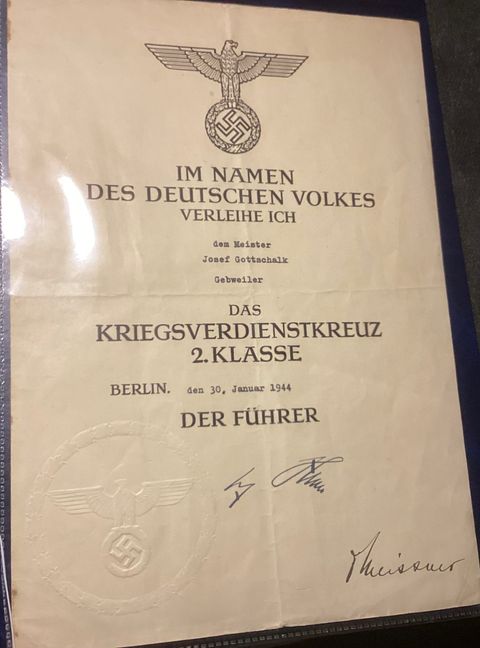 IM NAMEN
DES DEUTSCHEN VOLKES
VERLEIHE ICH
dem Meister
Josef Gottschalk
Gebweiler
DAS
KRIEGSVERDIENSTKREUZ
2. KLASSE
BERLIN. den 30. Januar 1944
DER FÜHRER
Meissner